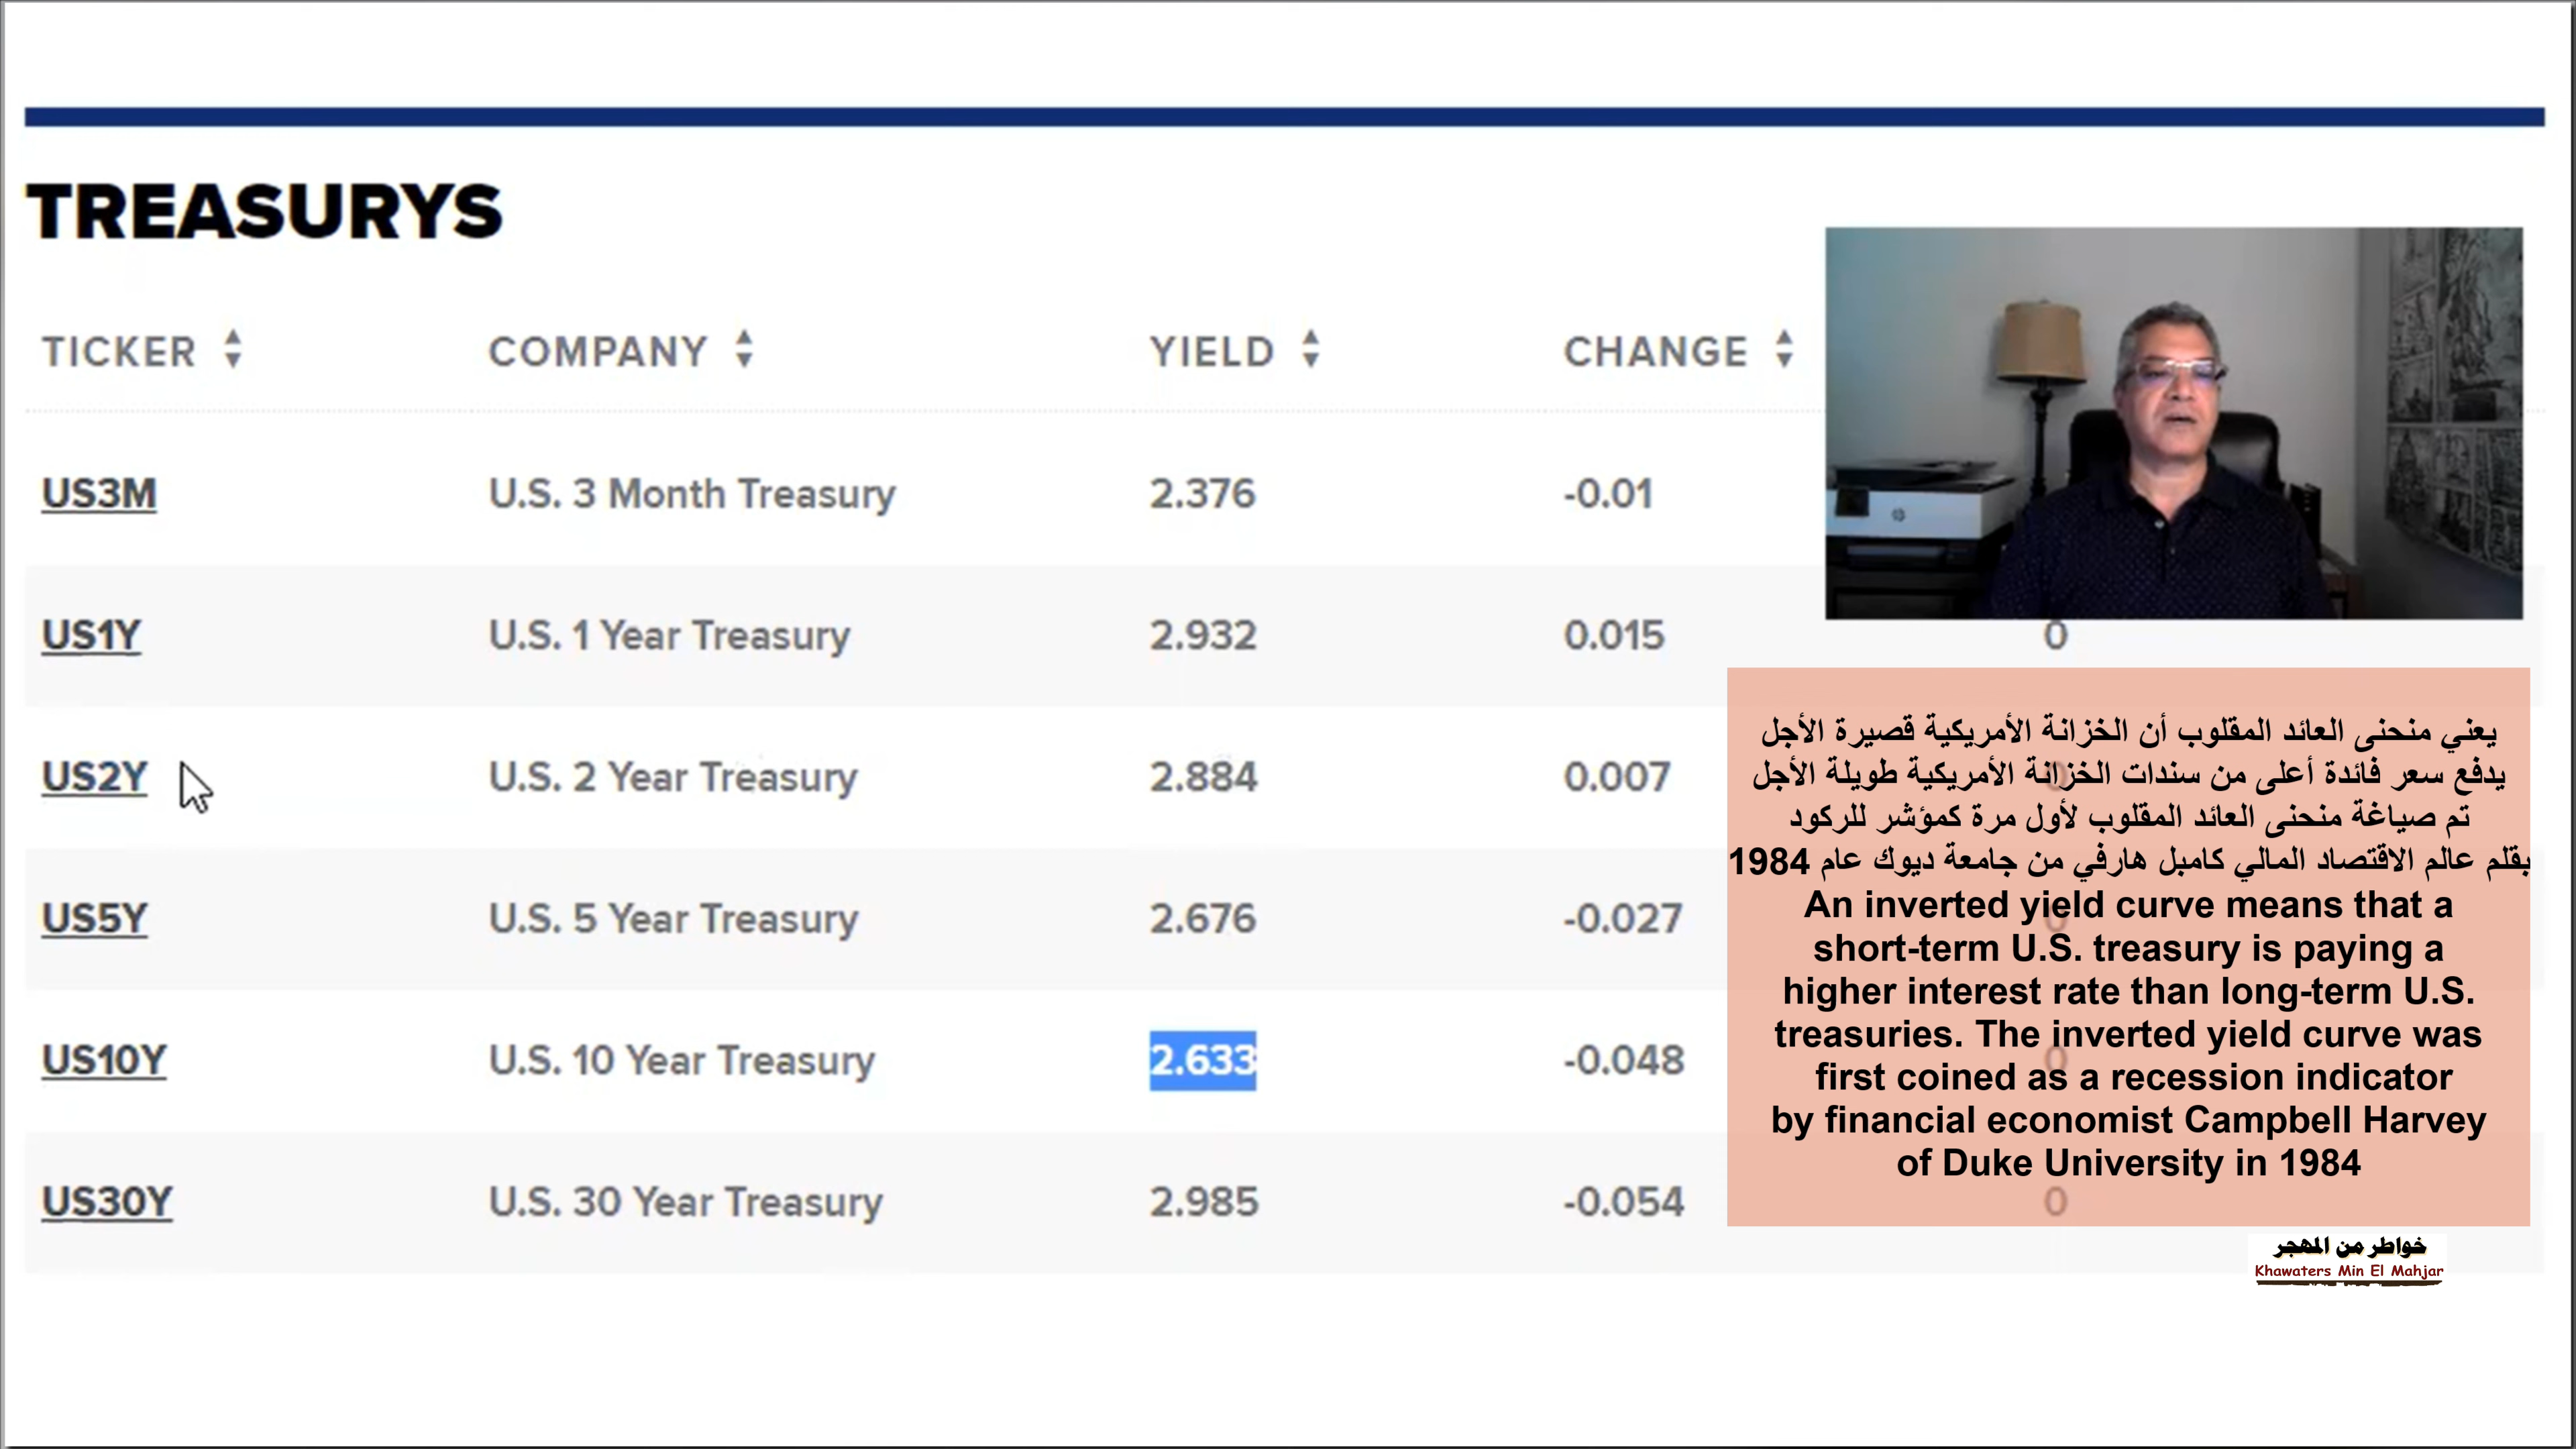 TREASURYS
TICKER COMPANY YIELD CHANGE
US3M U.S. 3 Month Treasury 2.376 -0.01
US1Y U.S. 1 Year Treasury 2.932 0.015 0
US2Y U.S. 2 Year Treasury 2.884 0.007 0
US5Y U.S. 5 Year Treasury 2.676 -0.027 0
US10Y U.S. 10 Year Treasury 2.633 -0.048 0
US30Y U.S. 30 Year Treasury 2.985 -0.054 0
يعني منحنى العائد المقلوب أن الخزانة الأمريكية قصيرة الأجل
يدفع سعر فائدة أعلى من سندات الخزانة الأمريكية طويلة الأجل
تم صياغة منحنى العائد المقلوب لأول مرة كمؤشر للركود
بقلم عالم الاقتصاد المالي كامبل هارفي من جامعة ديوك عام 1984
An inverted yield curve means that a
short-term U.S. treasury is paying a
higher interest rate than long-term U.S.
treasuries. The inverted yield curve was
first coined as a recession indicator
by financial economist Campbell Harvey
of Duke University in 1984
خواطر من المهجر
Khawaters Min El Mahjar